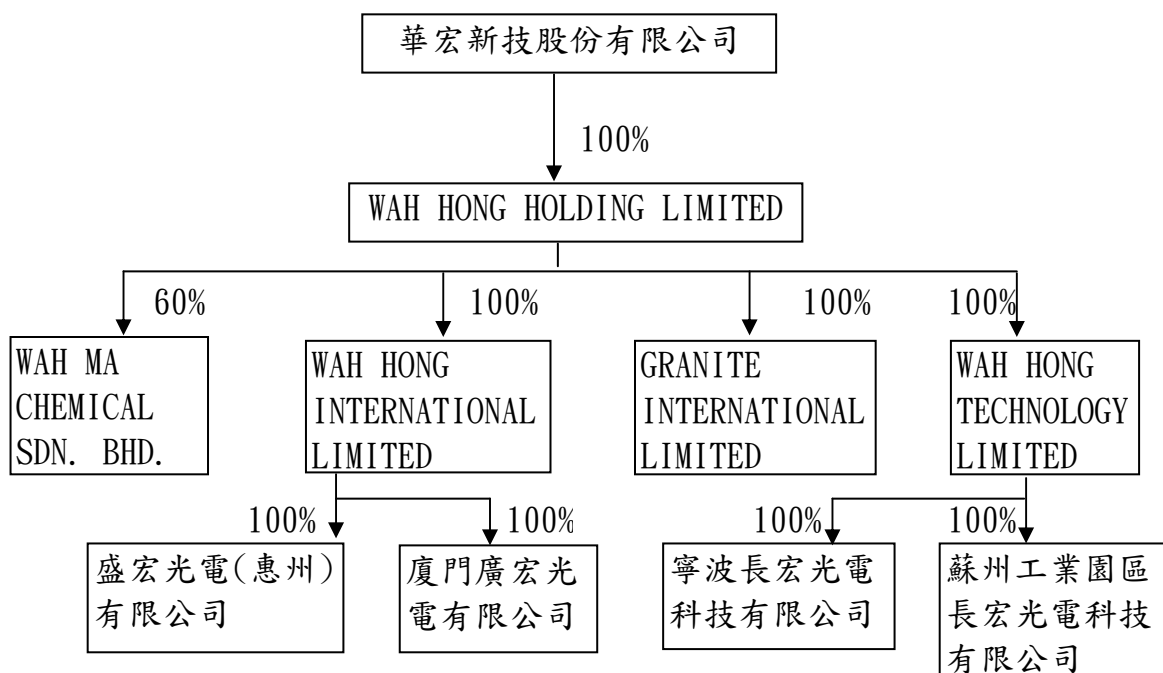 華宏新技股份有限公司
100%
WAH HONG HOLDING LIMITED
60%
100%
100%
100%
WAH MA
CHEMICAL
SDN. BHD.
WAH HONG
INTERNATIONAL
LIMITED
GRANITE
INTERNATIONAL
LIMITED
WAH HONG
TECHNOLOGY
LIMITED
100%
100%
100%
100%
盛宏光電(惠州)
有限公司
廈門廣宏光
電有限公司
寧波長宏光電
科技有限公司
蘇州工業園區
長宏光電科技
有限公司